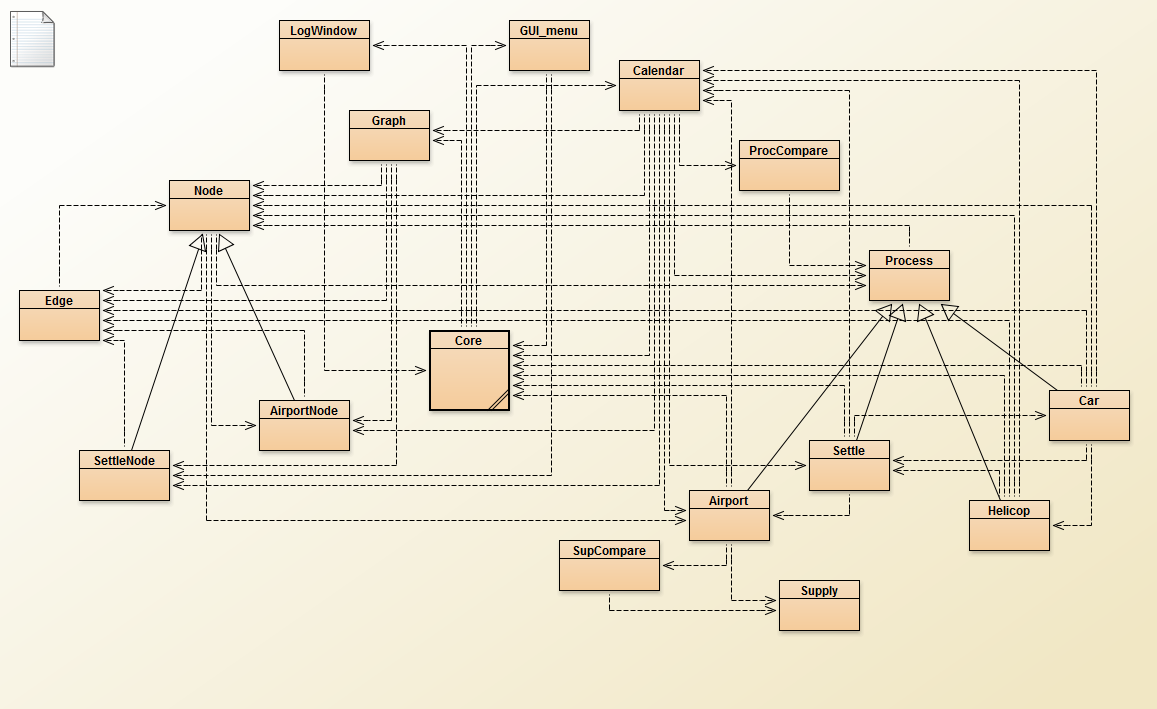 LogWindow
GUI_menu
Calendar
Graph
ProcCompare
Node
Process
Edge
Core
Car
AirportNode
Settle
SettleNode
Airport
Helicop
SupCompare
Supply